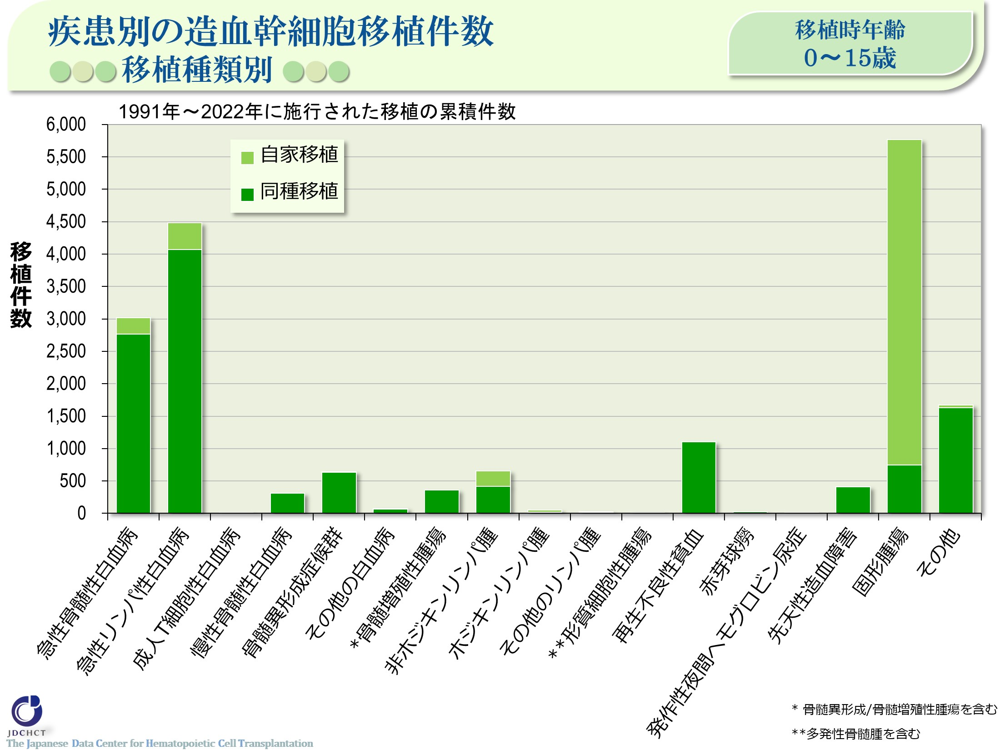 疾患別の造血幹細胞移植件数
移植種類別
移植時年齢
0～15歳
1991年～2022年に施行された移植の累積件数
6,000
5,500
5,000
4,500
4,000
3,500
3,000
2,500
2,000
1,500
1,000
500
0
移植件数
自家移植
同種移植
急性骨髄性白血病
急性リンパ性白血病
成人T細胞性白血病
慢性骨髄性白血病
骨髄異形成症候群
その他の白血病
*骨髄増殖性腫瘍
非ホジキンリンパ腫
ホジキンリンパ腫
その他のリンパ腫
**形質細胞性腫瘍
再生不良性貧血
赤芽球癆
発作性夜間ヘモグロビン尿症
先天性造血障害
固形腫瘍
その他
* 骨髄異形成/骨髄増殖性腫瘍を含む
**多発性骨髄腫を含む
JDCHCT
The Japanese Data Center for Hematopoietic Cell Transplantation